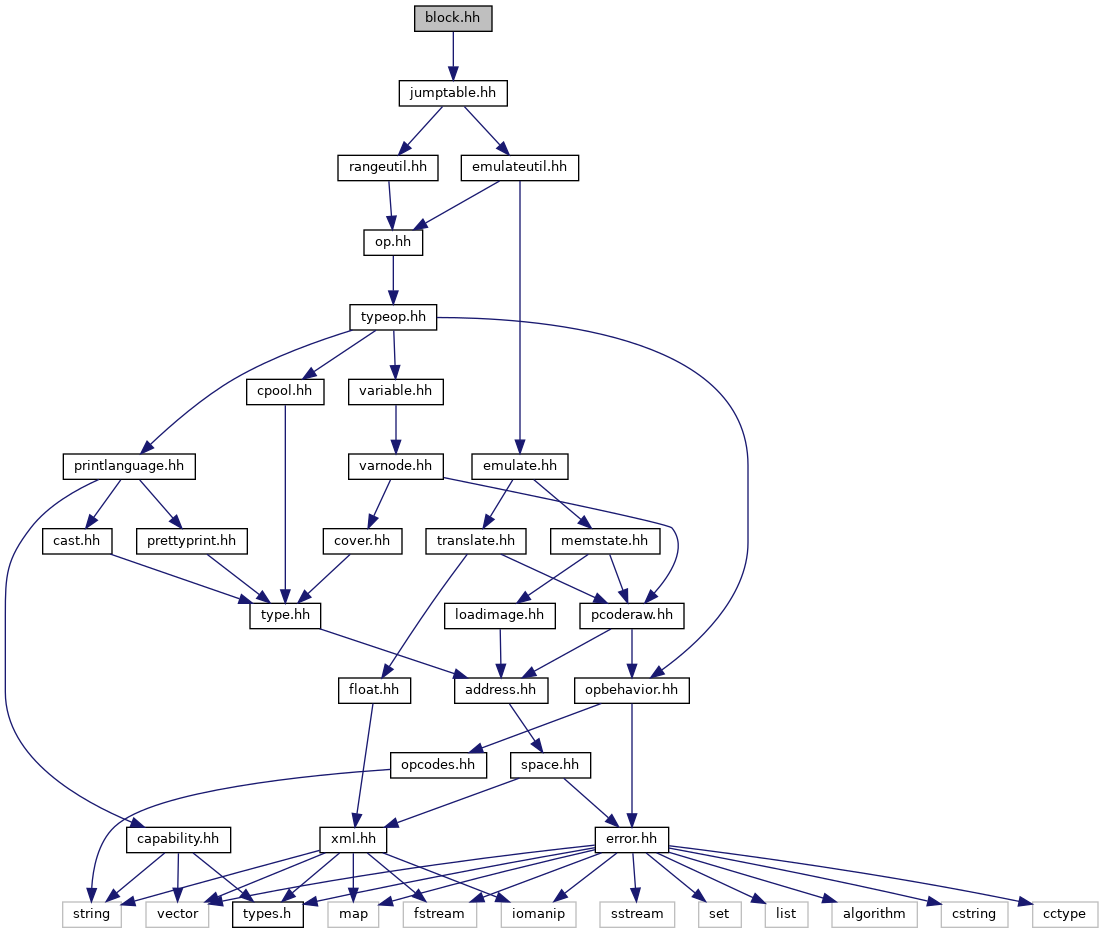 block.hh
jumptable.hh
rangeutil.hh
emulateutil.hh
op.hh
typeop.hh
cpool.hh
variable.hh
printlanguage.hh
varnode.hh
emulate.hh
cast.hh
prettyprint.hh
cover.hh
translate.hh
memstate.hh
type.hh
loadimage.hh
pcoderaw.hh
float.hh
address.hh
opbehavior.hh
opcodes.hh
space.hh
capability.hh
xml.hh
error.hh
string
vector
types.h
map
fstream
iomanip
sstream
set
list
algorithm
cstring
cctype